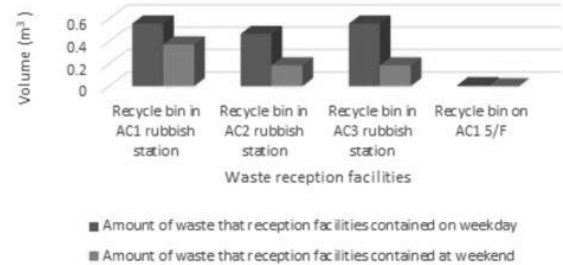 Volume (m³)
0.6
0.4
0.2
0
Recycle bin in
AC1 rubbish
station
Recycle bin in
AC2 rubbish
station
Recycle bin in
AC3 rubbish
station
Recycle bin on
AC1 5/F
Waste reception facilities
Amount of waste that reception facilities contained on weekday
Amount of waste that reception facilities contained at weekend